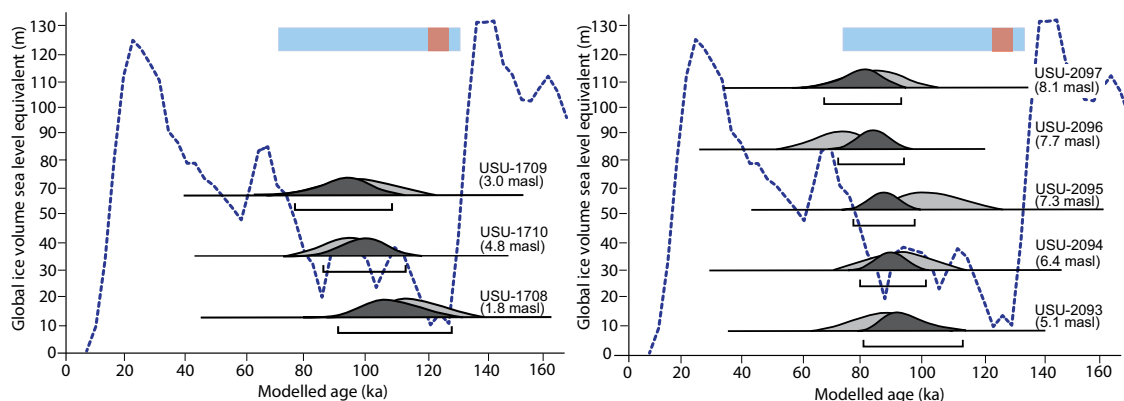 Global ice volume sea level equivalent (m)
130
120
110
100
90
80
70
50
40
30
20
10
0
USU-1709
(3.0 masl)
USU-1710
(4.8 masl)
USU-1708
(1.8 masl)
0
20
40
60
80
100
120
140
160
Modelled age (ka)
Global ice volume sea level equivalent (m)
130
120
110
100
90
80
70
50
40
30
20
10
0
USU-2097
(8.1 masl)
USU-2096
(7.7 masl)
USU-2095
(7.3 masl)
USU-2094
(6.4 masl)
USU-2093
(5.1 masl)
0
20
40
60
80
100
120
140
160
Modelled age (ka)